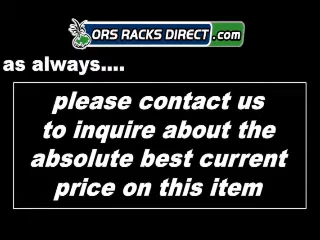 ORS RACKS DIRECT.com
as always....
please contact us
to inquire about the
absolute best current
price on this item